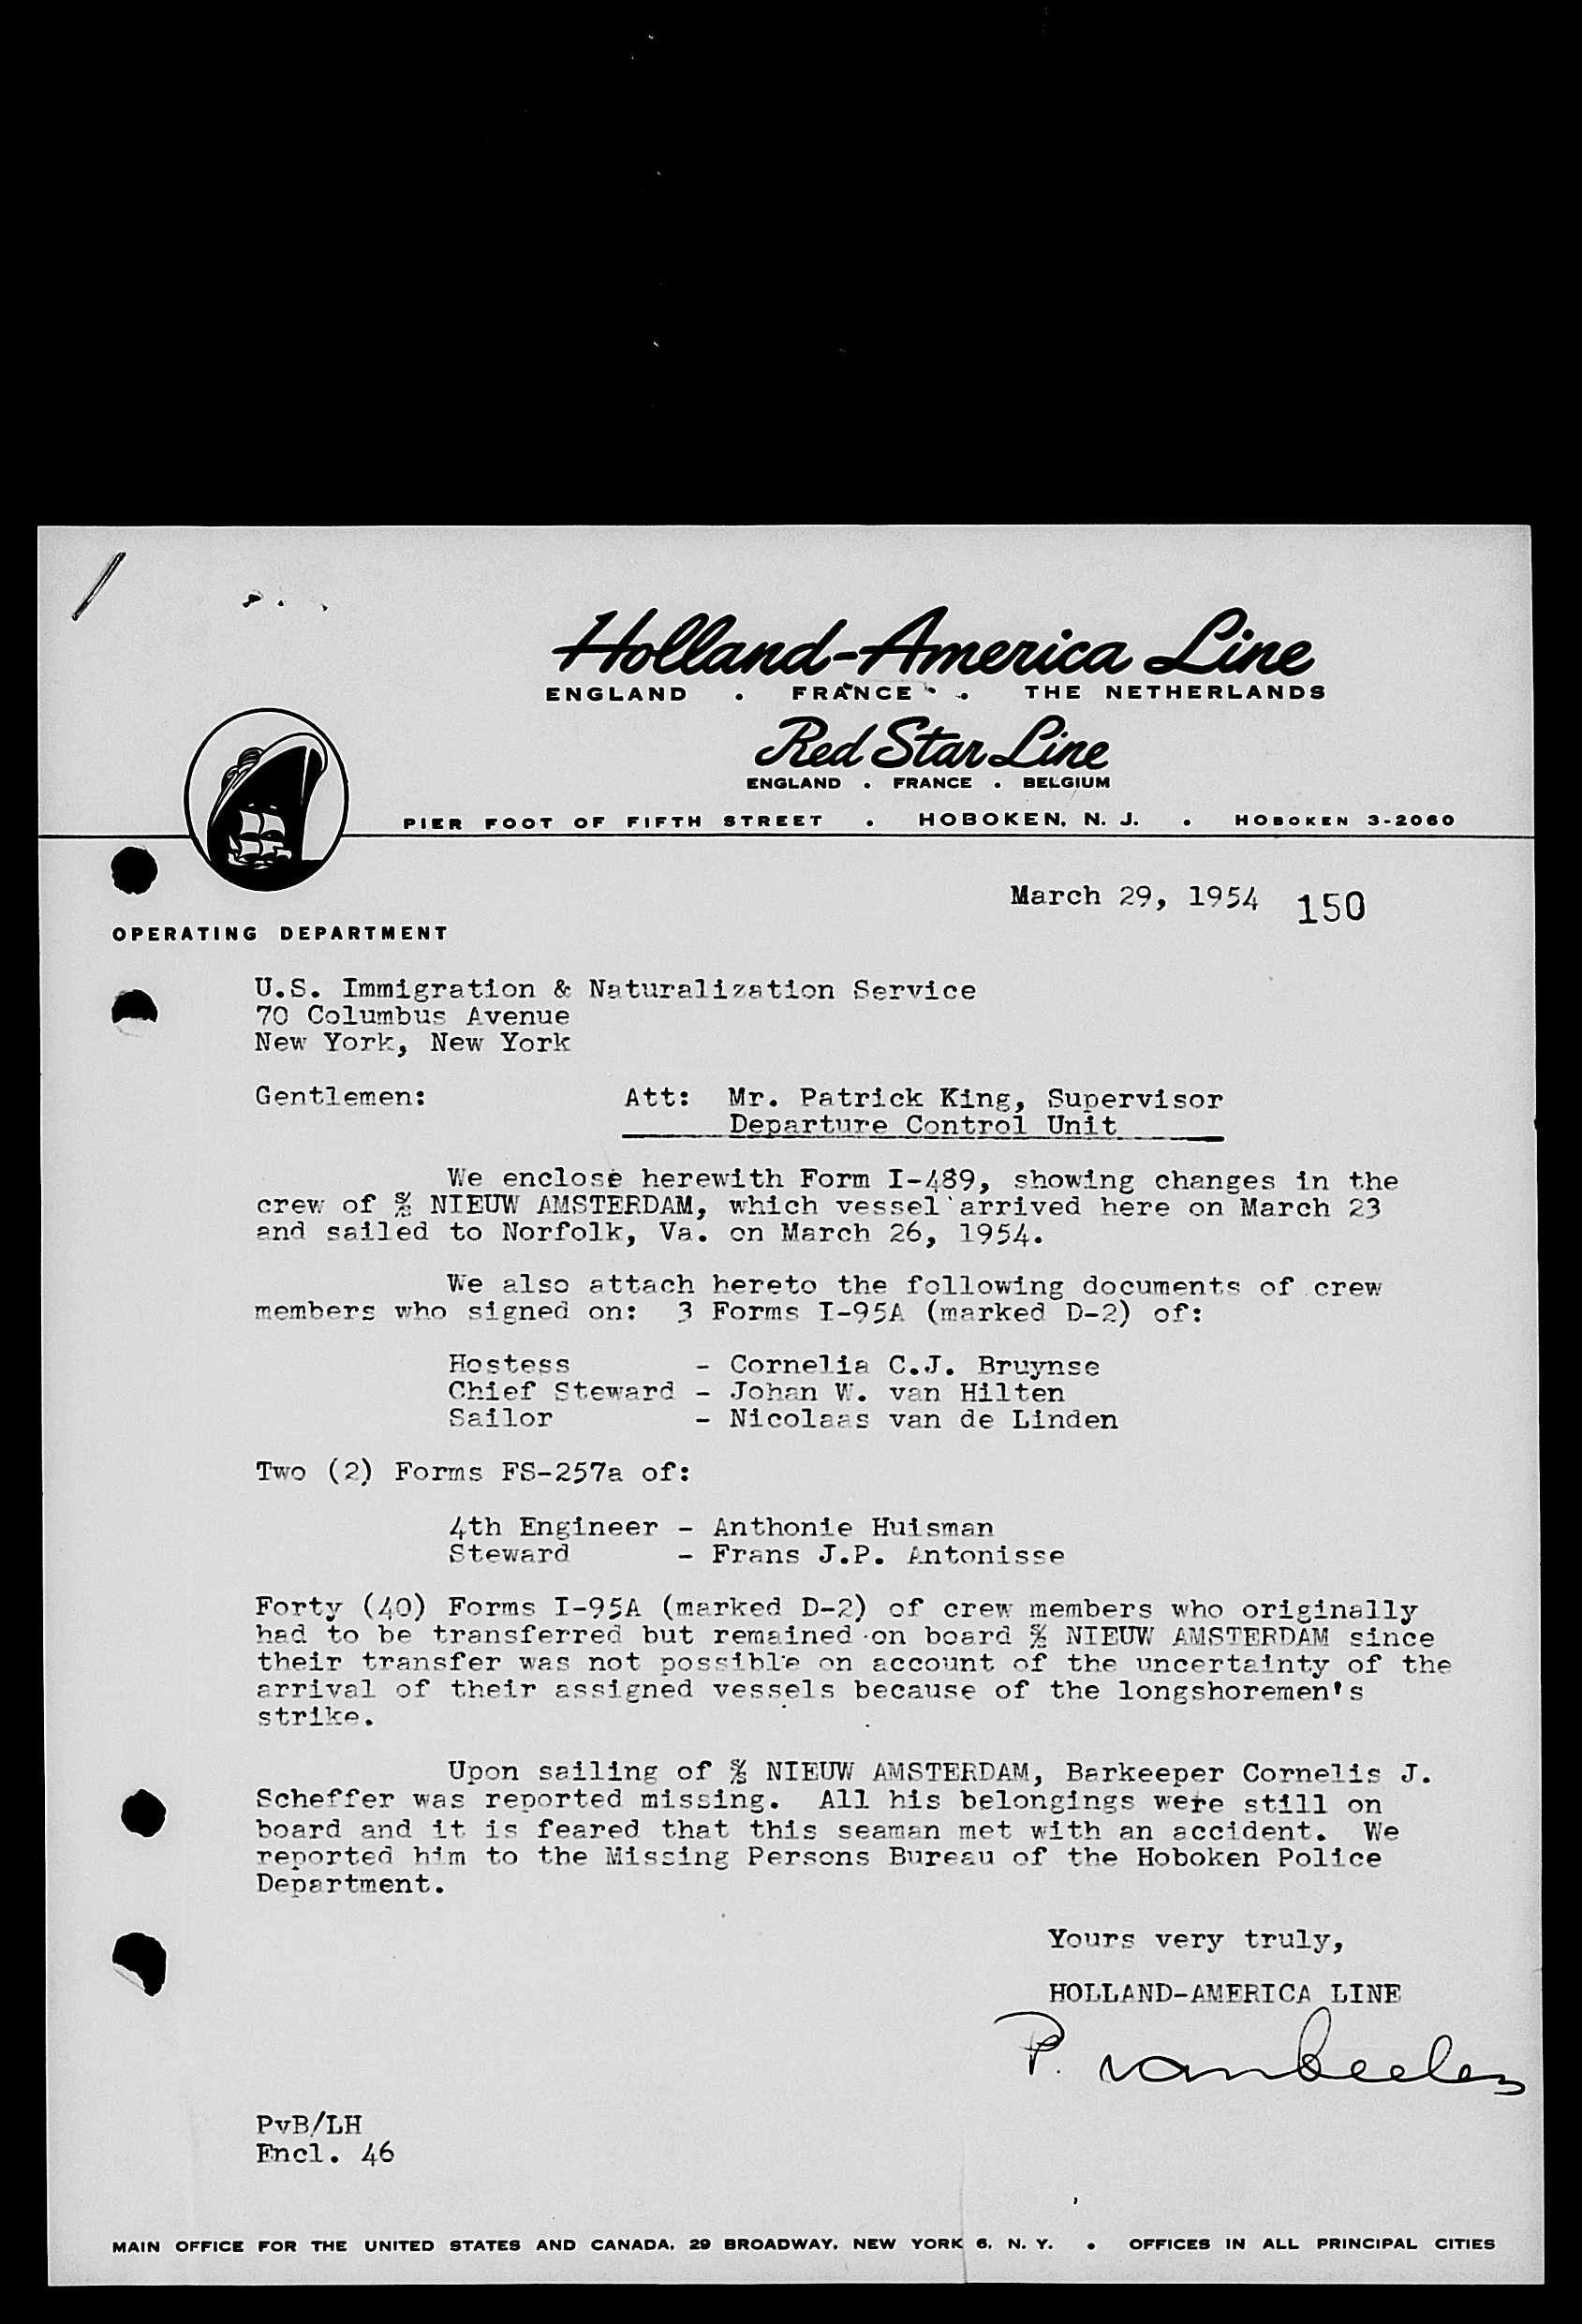 Holland-America Line
ENGLAND . FRANCE . THE NETHERLANDS
Red Star Line
ENGLAND . FRANCE . BELGIUM
PIER FOOT OF FIFTH STREET . HOBOKEN, N. J. . HOBOKEN 3-2060
March 29, 1954 150
OPERATING DEPARTMENT
U.S. Immigration & Naturalization Service
70 Columbus Avenue
New York, New York
Gentlemen: Att: Mr. Patrick King, Supervisor
Departure Control Unit
We enclose herewith Form I-489, showing changes in the
crew of s/s NIEUW AMSTERDAM, which vessel arrived here on March 23
and sailed to Norfolk, Va. on March 26, 1954.
We also attach hereto the following documents of crew
members who signed on: 3 Forms I-95A (marked D-2) of:
Hostess - Cornelia C.J. Bruynse
Chief Steward - Johan W. van Hilten
Sailor - Nicolaas van de Linden
Two (2) Forms FS-257a of:
4th Engineer - Anthonie Huisman
Steward - Frans J.P. Antonisse
Forty (40) Forms I-95A (marked D-2) of crew members who originally
had to be transferred but remained on board s/s NIEUW AMSTERDAM since
their transfer was not possible on account of the uncertainty of the
arrival of their assigned vessels because of the longshoremen's
strike.
Upon sailing of s/s NIEUW AMSTERDAM, Barkeeper Cornelis J.
Scheffer was reported missing. All his belongings were still on
board and it is feared that this seaman met with an accident. We
reported him to the Missing Persons Bureau of the Hoboken Police
Department.
Yours very truly,
HOLLAND-AMERICA LINE
P.
PvB/LH
Encl. 46
MAIN OFFICE FOR THE UNITED STATES AND CANADA, 29 BROADWAY, NEW YORK 6, N. Y. . OFFICES IN ALL PRINCIPAL CITIES